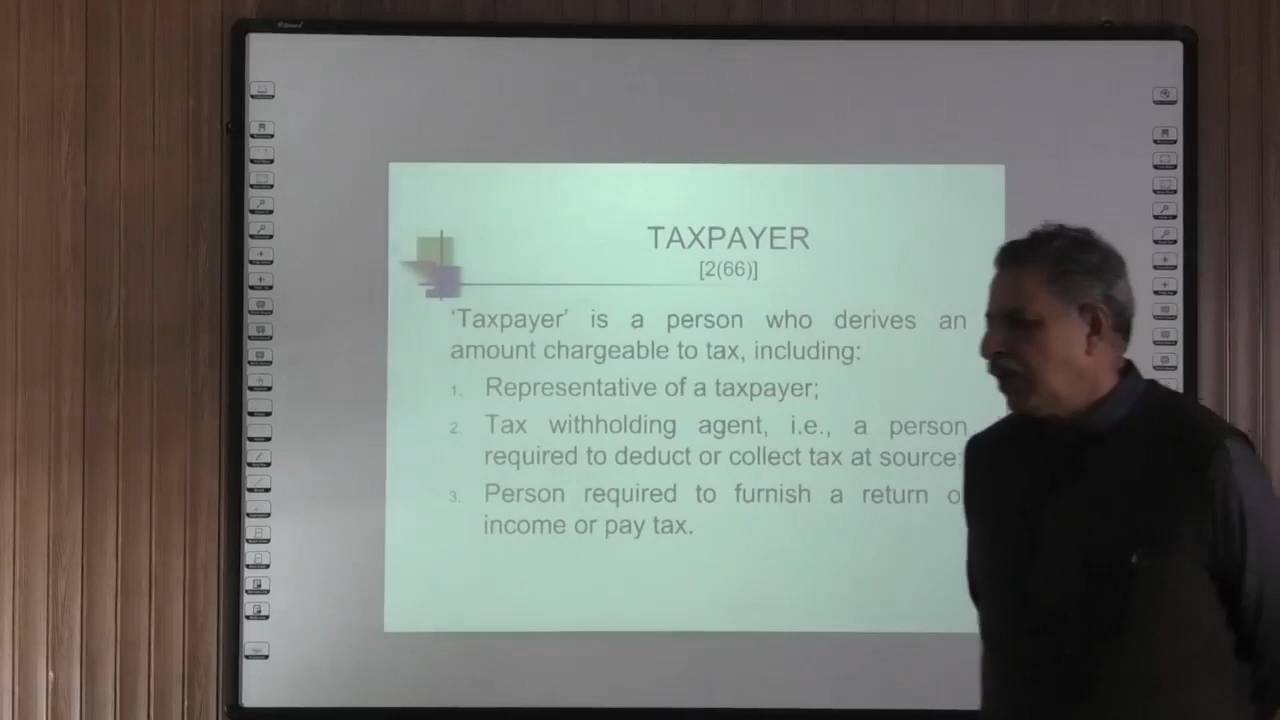 TAXPAYER
[2(66)]
'Taxpayer' is a person who derives an
amount chargeable to tax, including:
1. Representative of a taxpayer;
2. Tax withholding agent, i.e., a person
required to deduct or collect tax at source;
3. Person required to furnish a return o
income or pay tax.